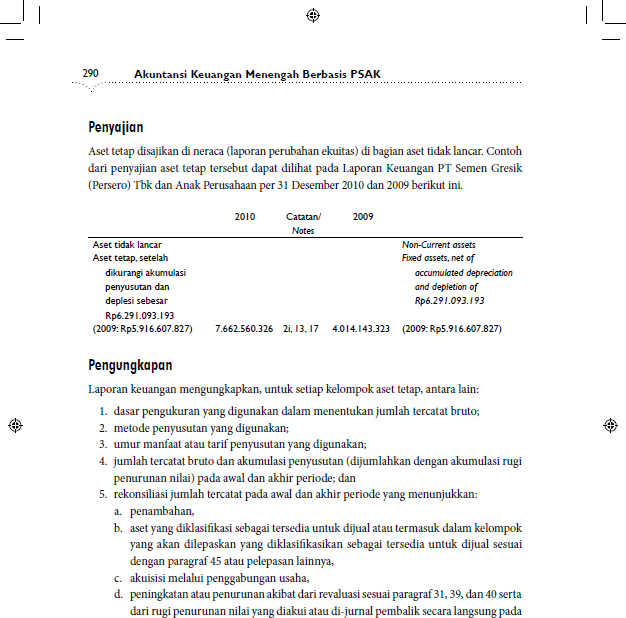 290 Akuntansi Keuangan Menengah Berbasis PSAK
Penyajian
Aset tetap disajikan di neraca (laporan perubahan ekuitas) di bagian aset tidak lancar. Contoh
dari penyajian aset tetap tersebut dapat dilihat pada Laporan Keuangan PT Semen Gresik
(Persero) Tbk dan Anak Perusahaan per 31 Desember 2010 dan 2009 berikut ini.
2010 Catatan/ 2009
Notes
Aset tidak lancar Non-Current assets
Aset tetap, setelah Fixed assets, net of
dikurangi akumulasi accumulated depreciation
penyusutan dan and depletion of
deplesi sebesar Rp6.291.093.193
Rp6.291.093.193
(2009: Rp5.916.607.827) 7.662.560.326 2i, 13, 17 4.014.143.323 (2009: Rp5.916.607.827)
Pengungkapan
Laporan keuangan mengungkapkan, untuk setiap kelompok aset tetap, antara lain:
1. dasar pengukuran yang digunakan dalam menentukan jumlah tercatat bruto;
2. metode penyusutan yang digunakan;
3. umur manfaat atau tarif penyusutan yang digunakan;
4. jumlah tercatat bruto dan akumulasi penyusutan (dijumlahkan dengan akumulasi rugi
penurunan nilai) pada awal dan akhir periode; dan
5. rekonsiliasi jumlah tercatat pada awal dan akhir periode yang menunjukkan:
a. penambahan,
b. aset yang diklasifikasi sebagai tersedia untuk dijual atau termasuk dalam kelompok
yang akan dilepaskan yang diklasifikasikan sebagai tersedia untuk dijual sesuai
dengan paragraf 45 atau pelepasan lainnya,
c. akuisisi melalui penggabungan usaha,
d. peningkatan atau penurunan akibat dari revaluasi sesuai paragraf 31, 39, dan 40 serta
dari rugi penurunan nilai yang diakui atau di-jurnal pembalik secara langsung pada